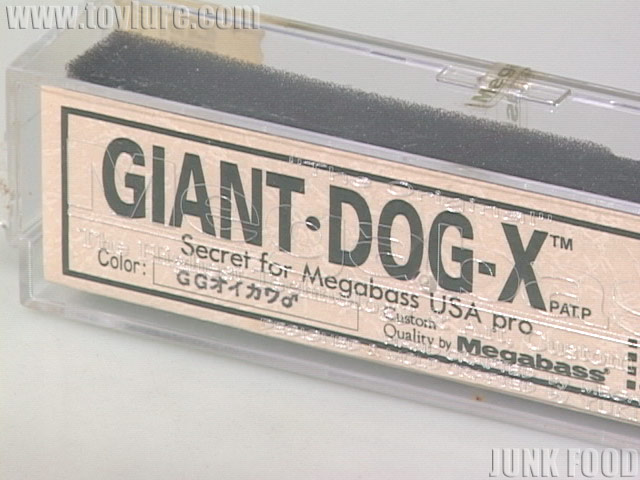 www.toylure.com
GIANT·DOG-X™
PAT.P
Secret for Megabass USA pro
Color: GGオイカワ♂
Custom
Quality by Megabass®
JUNK FOOD